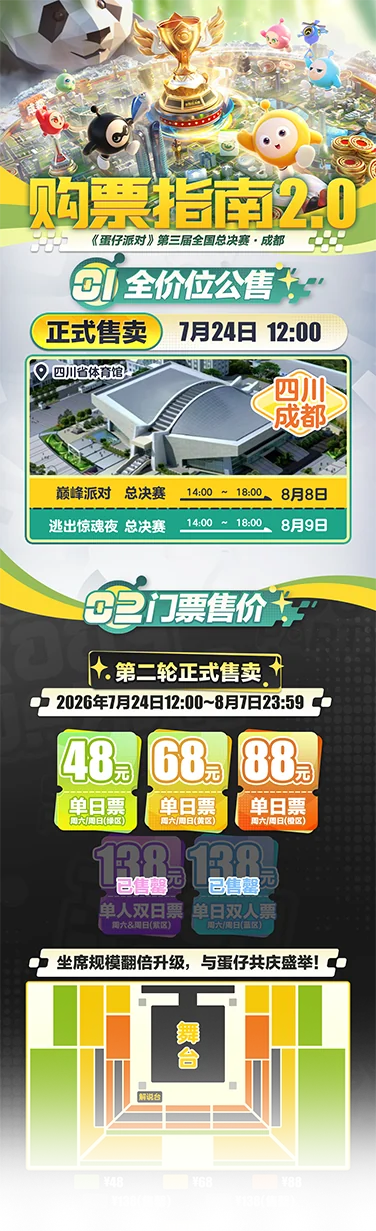 购票指南2.0
《蛋仔派对》第三届全国总决赛·成都
01 全价位公售
正式售卖 7月24日 12:00
四川省体育馆
四川
成都
巅峰派对 总决赛 14:00 ~ 18:00 8月8日
逃出惊魂夜 总决赛 14:00 ~ 18:00 8月9日
02 门票售价
第二轮正式售卖
2026年7月24日12:00~8月7日23:59
48元 68元 88元
单日票 单日票 单日票
周六/周日(绿区) 周六/周日(黄区) 周六/周日(橙区)
138元 138元
已售罄 已售罄
单人双日票 单日双人票
周六&周日(紫区) 周六/周日(蓝区)
坐席规模翻倍升级，与蛋仔共庆盛举！
舞台
解说台
¥48 ¥68 ¥88